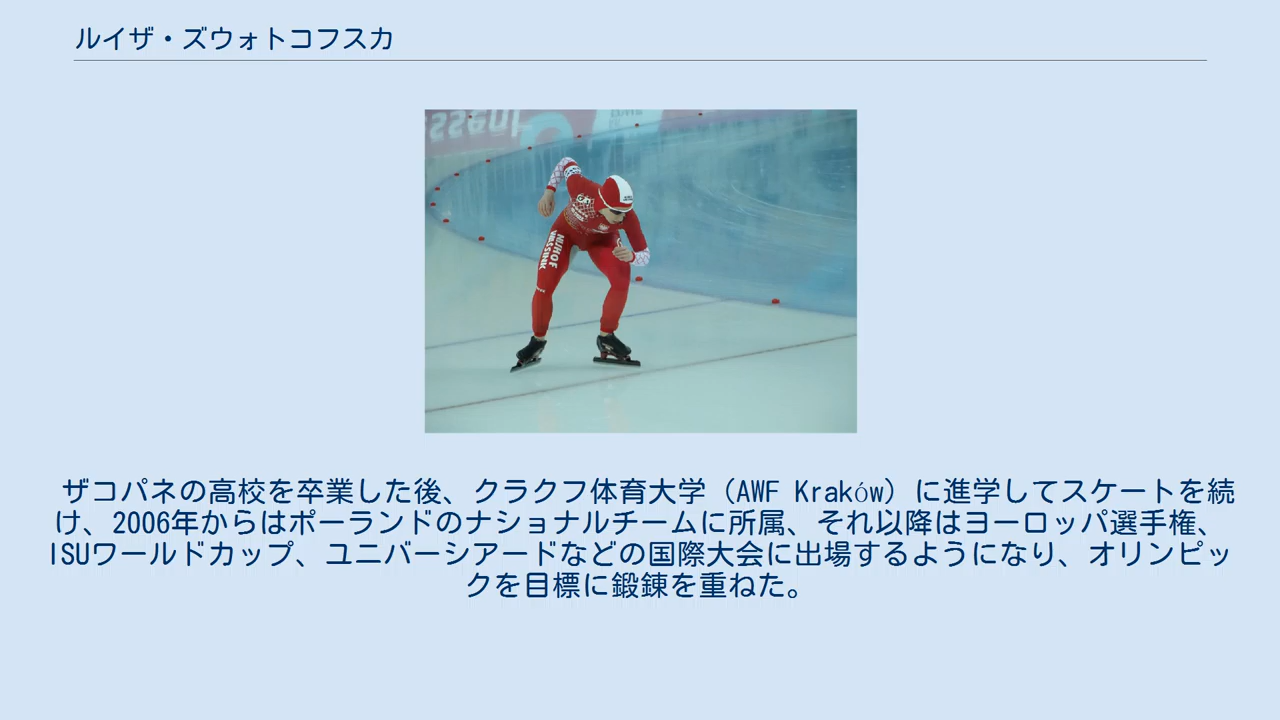 ルイザ・ズウォトコフスカ
essent
NIJHOF
WASSINK
ザコパネの高校を卒業した後、クラクフ体育大学（AWF Kraków）に進学してスケートを続
け、2006年からはポーランドのナショナルチームに所属、それ以降はヨーロッパ選手権、
ISUワールドカップ、ユニバーシアードなどの国際大会に出場するようになり、オリンピッ
クを目標に鍛錬を重ねた。